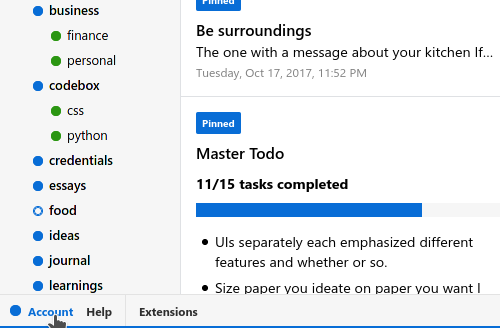 business
finance
personal
codebox
css
python
credentials
essays
food
ideas
journal
learnings
Pinned
Be surroundings
The one with a message about your kitchen If...
Tuesday, Oct 17, 2017, 11:52 PM
Pinned
Master Todo
11/15 tasks completed
UIs separately each emphasized different
features and whether or so.
Size paper you ideate on paper you want I
Account Help Extensions